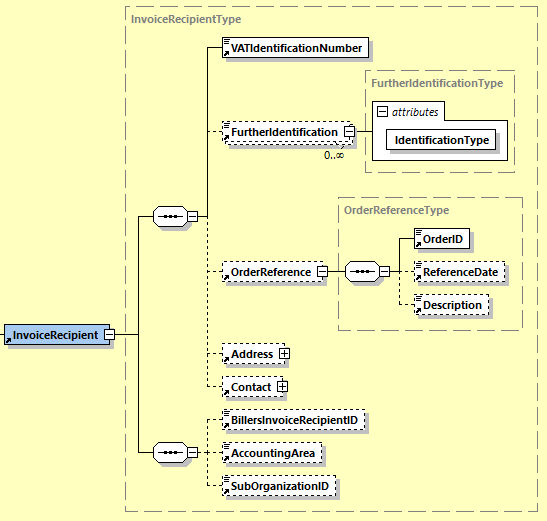 InvoiceRecipientType
VATIdentificationNumber
FurtherIdentificationType
attributes
FurtherIdentification
IdentificationType
0..∞
OrderReferenceType
OrderID
OrderReference
ReferenceDate
Description
InvoiceRecipient
Address
Contact
BillersInvoiceRecipientID
AccountingArea
SubOrganizationID